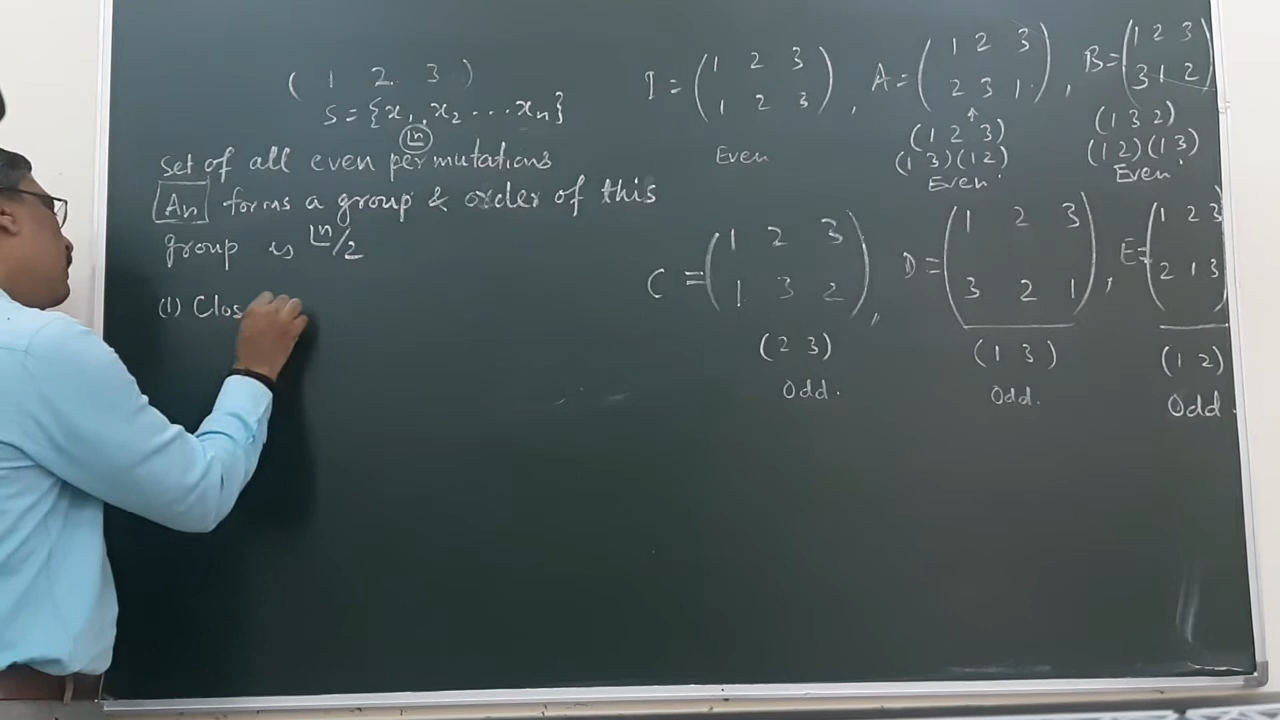 ( 1 2. 3 )
S = {x₁, x₂ ... xₙ}
⌊n
set of all even permutations
Aₙ forms a group & order of this
group is ⌊n/2
(1) Clos
I = ( 1 2 3 , A = ( 1 2 3 , B = ( 1 2 3
1 2 3 ) 2 3 1 ) 3 1 2 )
Even
(1 2 3)
(1 3)(1 2)
Even
(1 3 2)
(1 2)(1 3)
Even
C = ( 1 2 3 , D = ( 1 2 3 , E = ( 1 2 3
1 3 2 ) 3 2 1 ) 2 1 3 )
(2 3) (1 3) (1 2)
Odd. Odd. Odd.